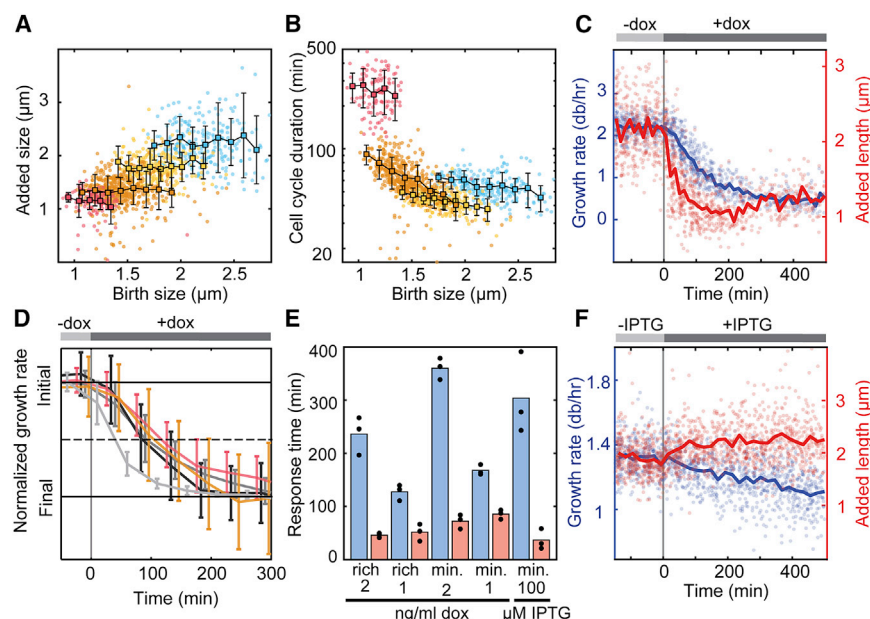 A
Added size (µm)
3
2
1
1
1.5
2
2.5
Birth size (µm)
B
Cell cycle duration (min)
500
100
20
1
1.5
2
2.5
Birth size (µm)
C
-dox
+dox
Growth rate (db/hr)
3
2
1
0
Added length (µm)
3
2
1
0
200
400
Time (min)
D
-dox
+dox
Normalized growth rate
Initial
Final
0
100
200
300
Time (min)
E
Response time (min)
400
300
200
100
0
rich rich min. min. min.
2 1 2 1 100
ng/ml dox µM IPTG
F
-IPTG
+IPTG
Growth rate (db/hr)
1.8
1.4
1
Added length (µm)
3
2
1
0
200
400
Time (min)